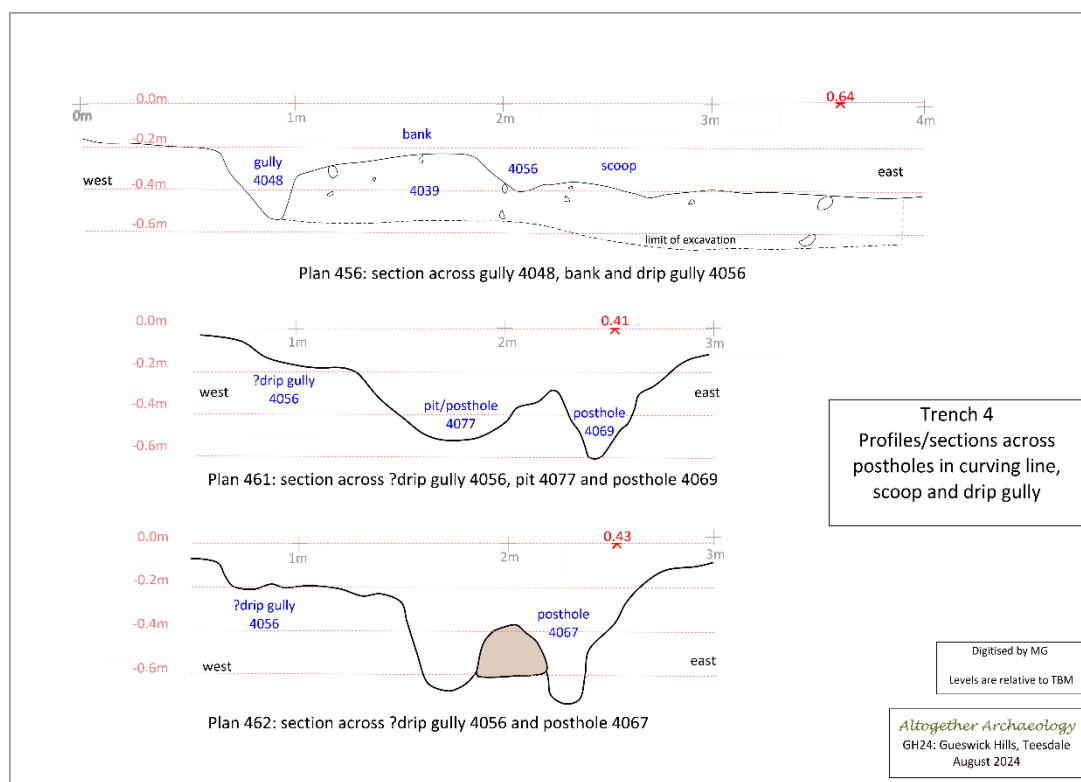 0.0m
0m
1m
2m
3m
4m
0.64
-0.2m
-0.4m
-0.6m
west
gully
4048
bank
4039
4056
scoop
east
limit of excavation
Plan 456: section across gully 4048, bank and drip gully 4056
0.0m
1m
2m
3m
0.41
-0.2m
-0.4m
-0.6m
west
?drip gully
4056
pit/posthole
4077
posthole
4069
east
Plan 461: section across ?drip gully 4056, pit 4077 and posthole 4069
0.0m
1m
2m
3m
0.43
-0.2m
-0.4m
-0.6m
west
?drip gully
4056
posthole
4067
east
Plan 462: section across ?drip gully 4056 and posthole 4067
Trench 4
Profiles/sections across
postholes in curving line,
scoop and drip gully
Digitised by MG
Levels are relative to TBM
Altogether Archaeology
GH24: Gueswick Hills, Teesdale
August 2024